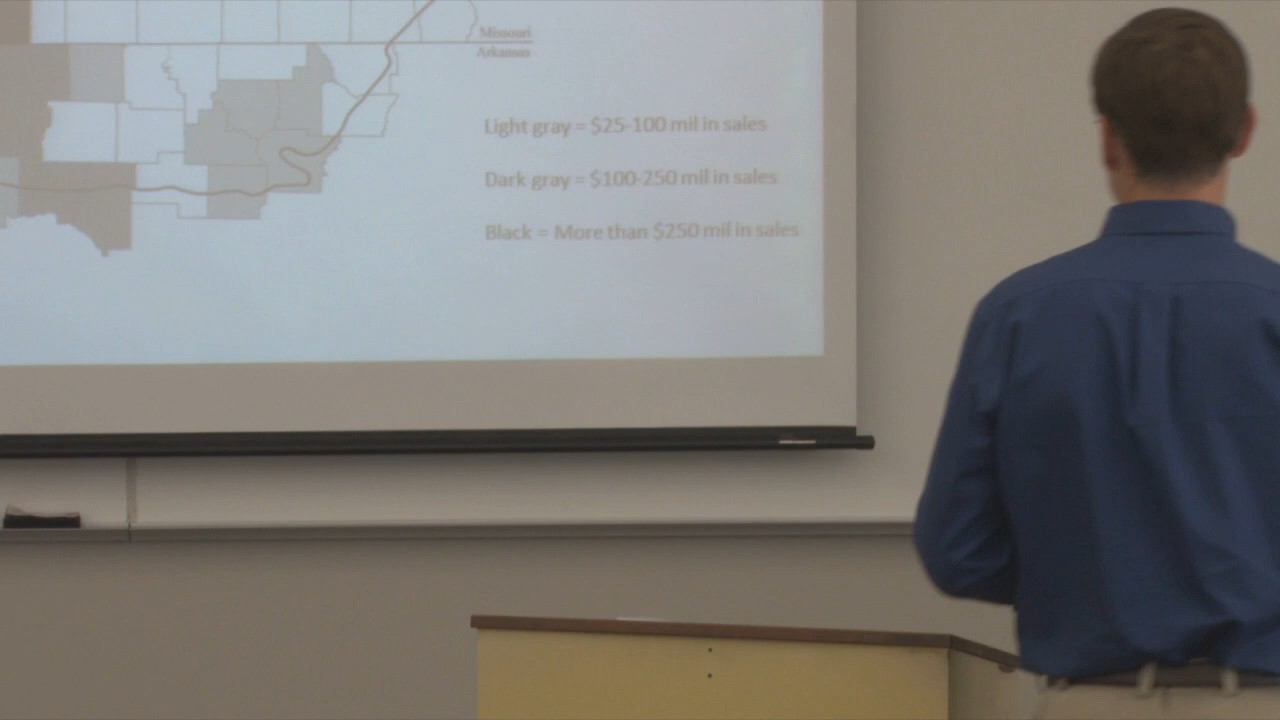 Missouri
Arkansas
Light gray = $25-100 mil in sales
Dark gray = $100-250 mil in sales
Black = More than $250 mil in sales